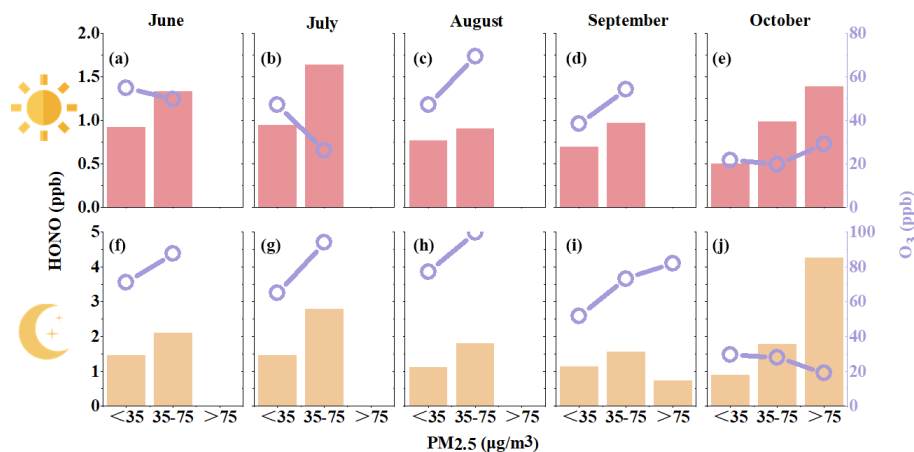 June July August September October
2.0 (a) (b) (c) (d) (e) 80
1.5 60
1.0 40
0.5 20
0.0 0
HONO (ppb)
O3 (ppb)
5 (f) (g) (h) (i) (j) 100
4 80
3 60
2 40
1 20
0 0
<35 35-75 >75 <35 35-75 >75 <35 35-75 >75 <35 35-75 >75 <35 35-75 >75
PM2.5 (μg/m3)